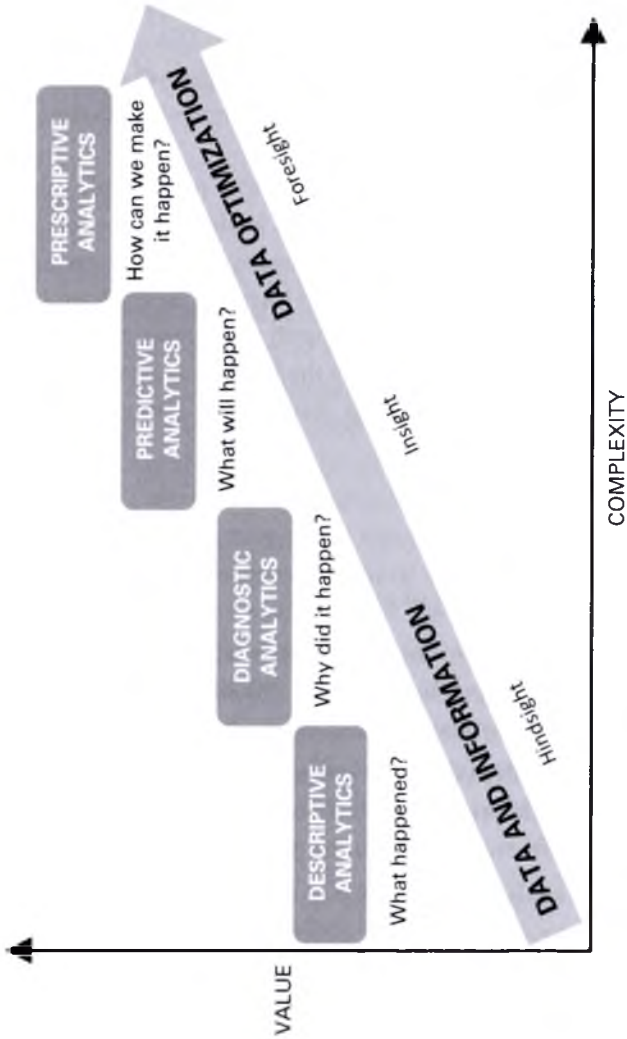 VALUE
PRESCRIPTIVE
ANALYTICS
How can we make
it happen?
PREDICTIVE
ANALYTICS
What will happen?
DIAGNOSTIC
ANALYTICS
Why did it happen?
DESCRIPTIVE
ANALYTICS
What happened?
DATA AND INFORMATION
DATA OPTIMIZATION
Hindsight
Insight
Foresight
COMPLEXITY